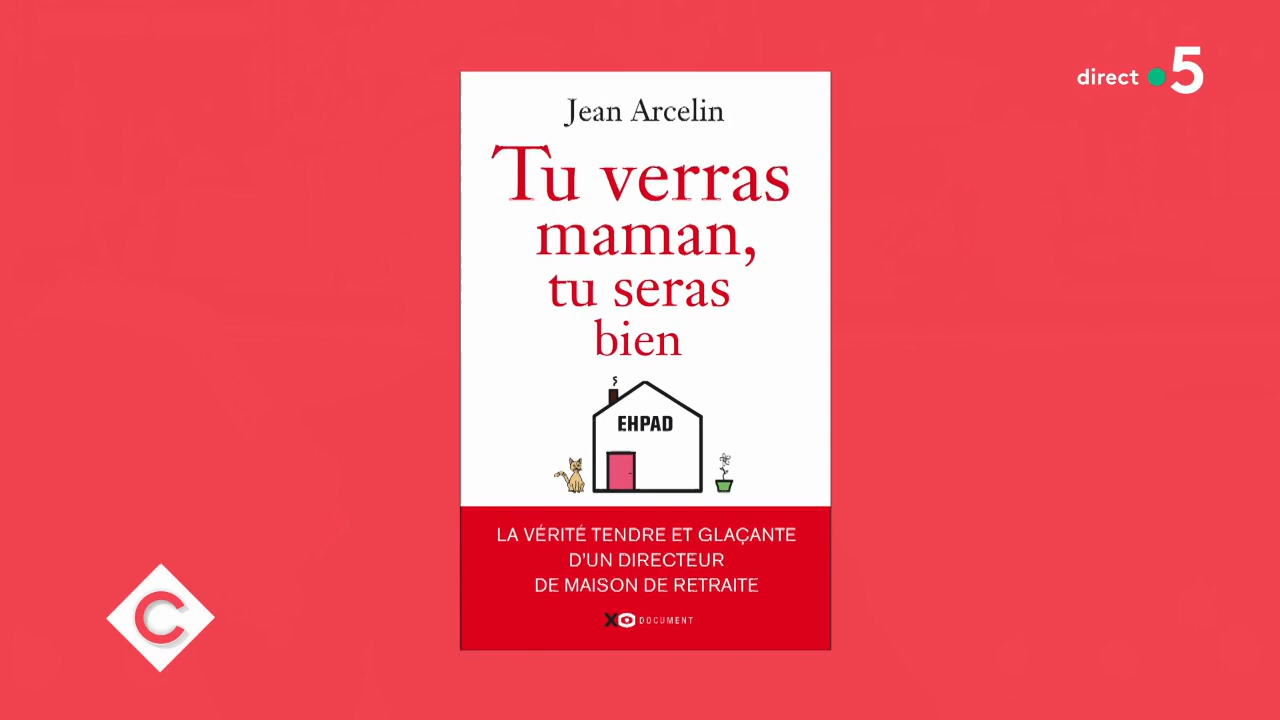 direct 5
Jean Arcelin
Tu verras
maman,
tu seras
bien
EHPAD
LA VÉRITÉ TENDRE ET GLAÇANTE
D'UN DIRECTEUR
DE MAISON DE RETRAITE
XO DOCUMENT
C